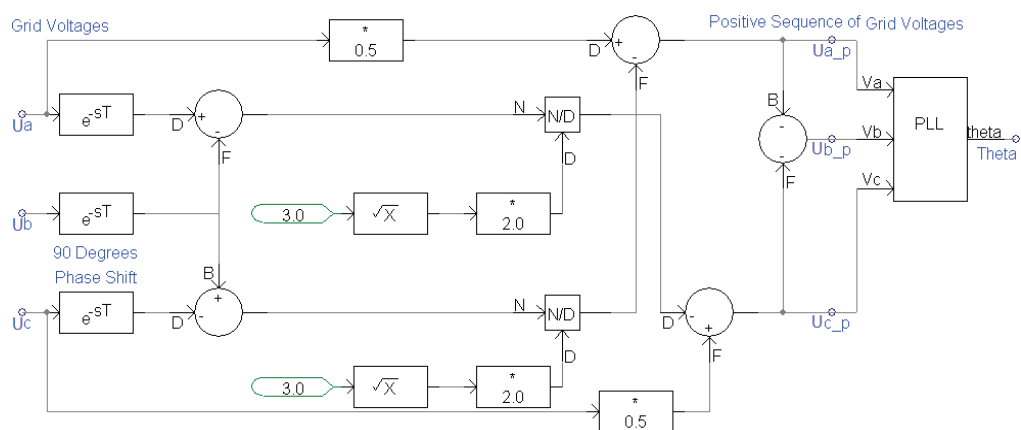 Grid Voltages
Positive Sequence of Grid Voltages
*
0.5
D
+
-
F
Ua_p
Va
B
N
N/D
D
Ua
e-sT
D
+
-
F
PLL
theta
Theta
-
-
F
Vb
Ub_p
Vc
Ub
e-sT
3.0
√X
*
2.0
90 Degrees
Phase Shift
B
+
-
Uc
e-sT
D
N
N/D
D
D
-
+
F
Uc_p
3.0
√X
*
2.0
*
0.5